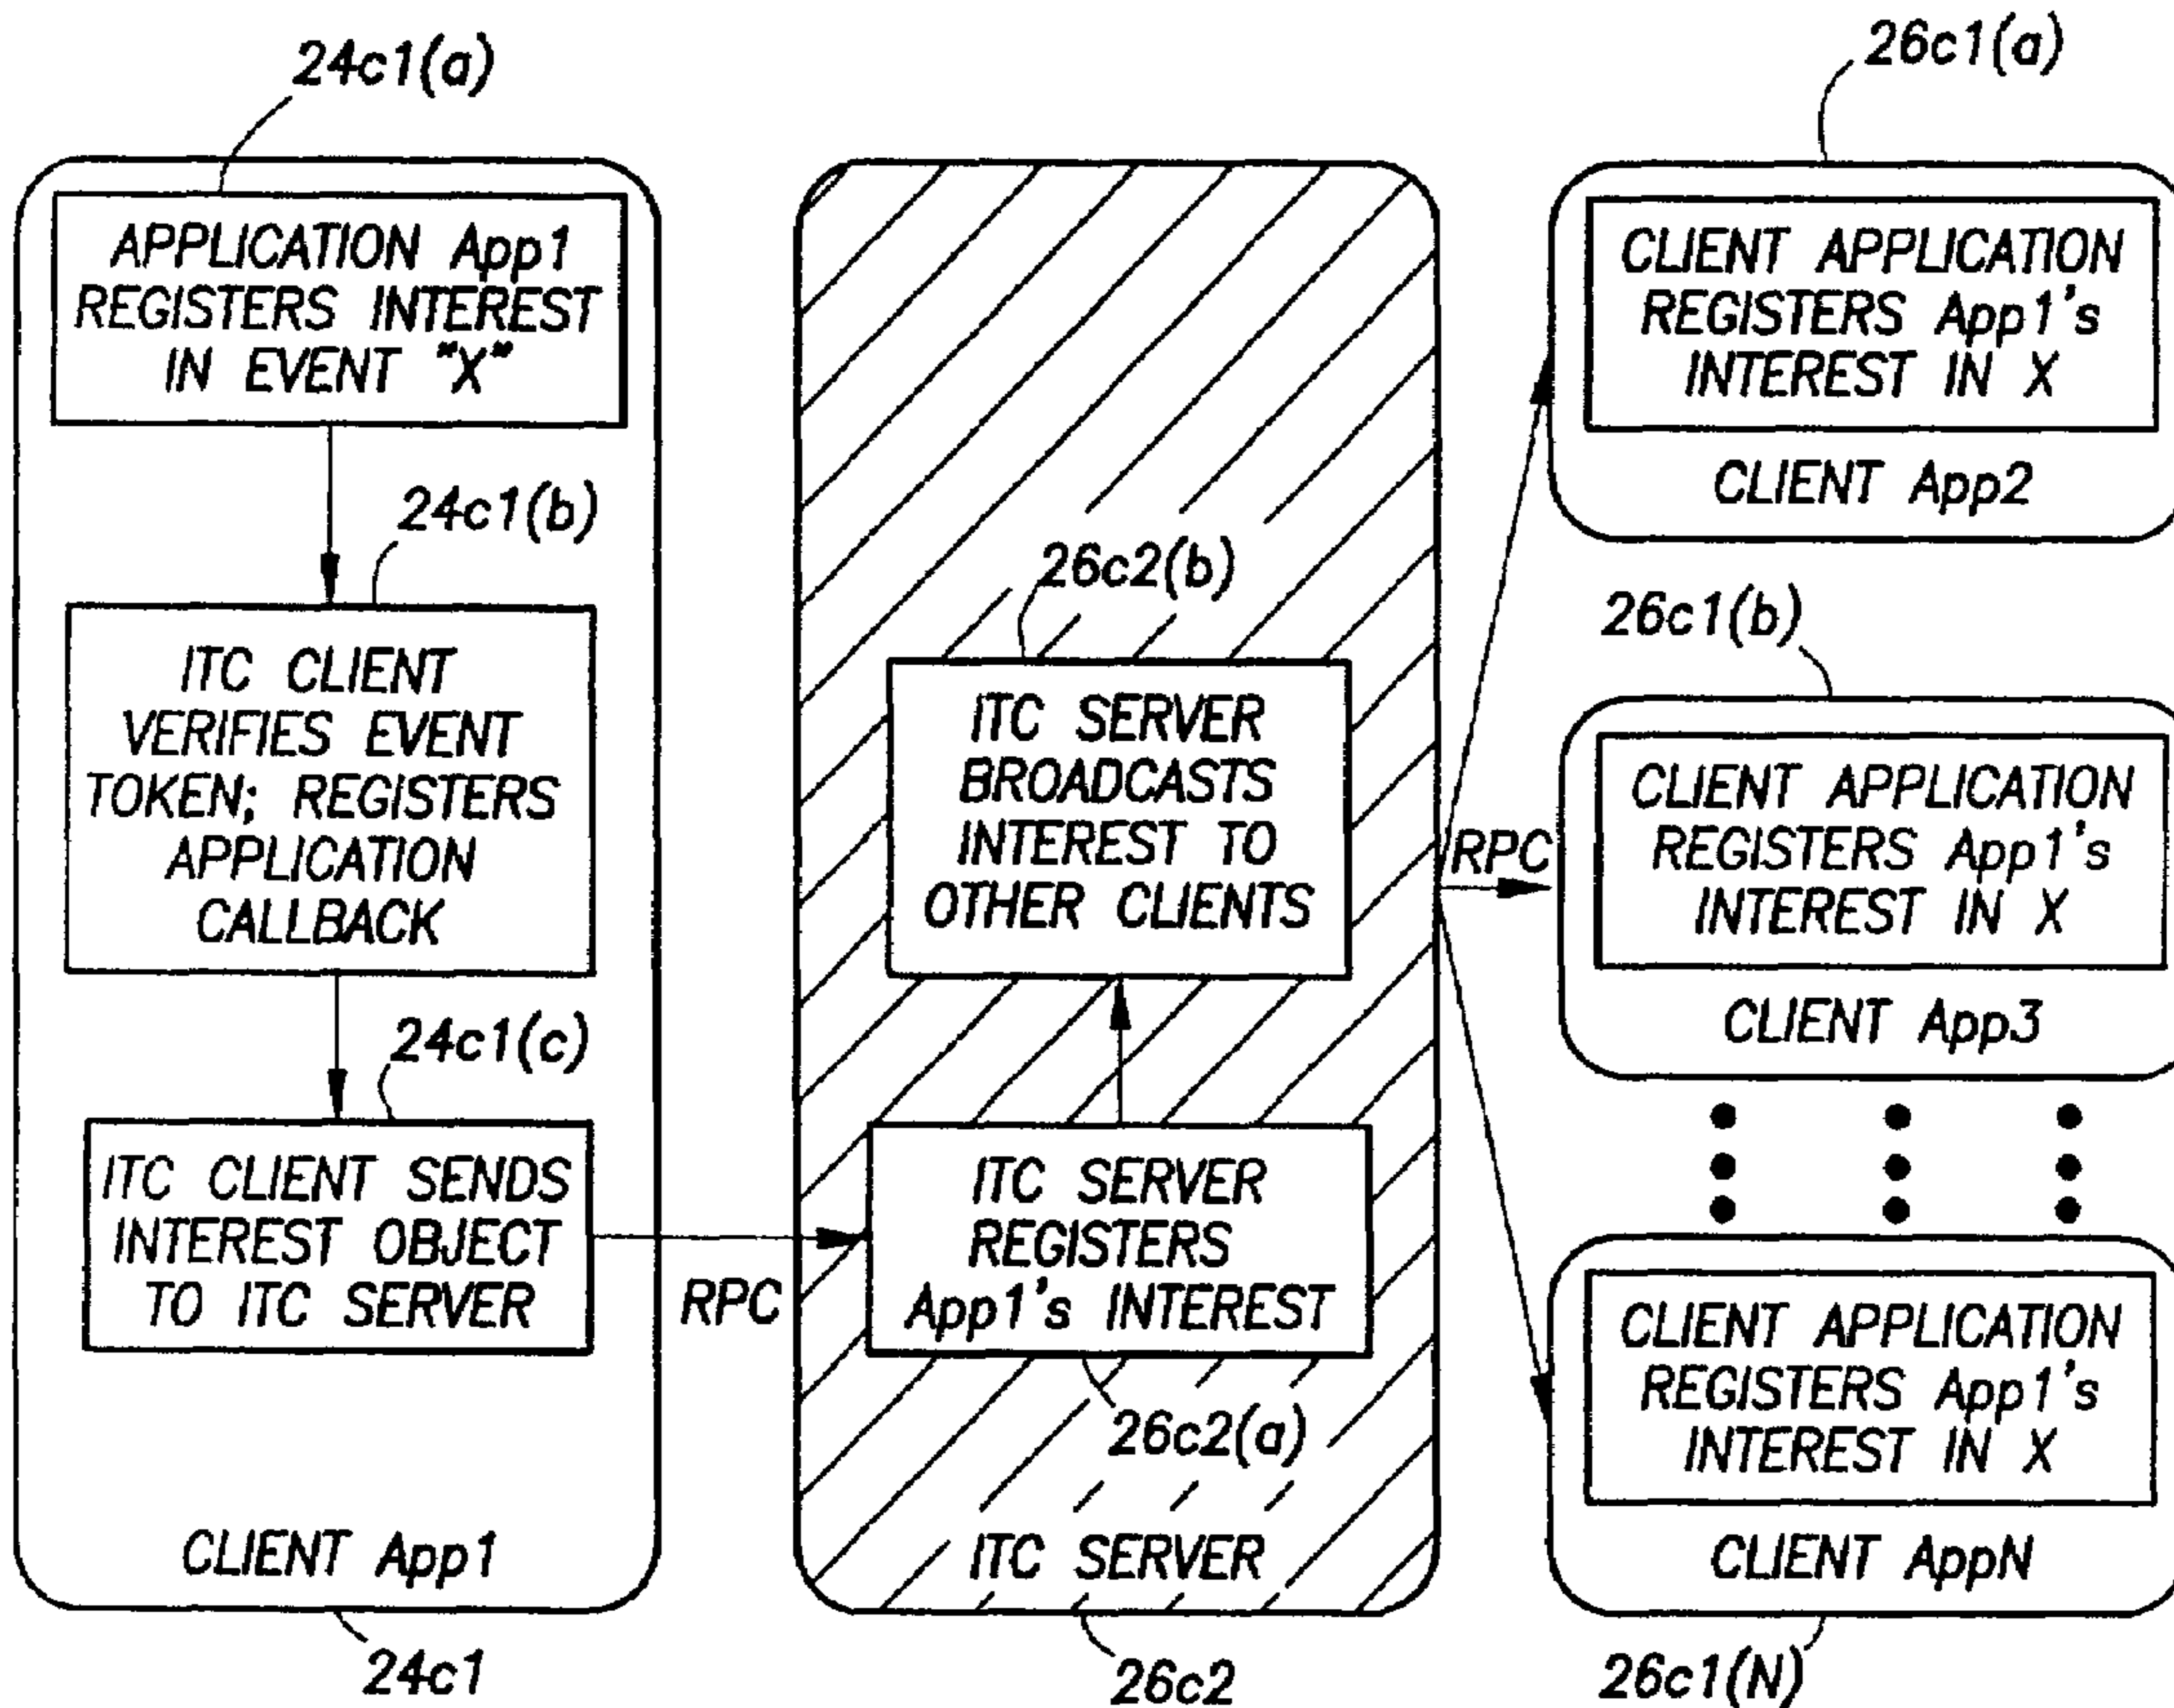 24c1(a)
APPLICATION App1
REGISTERS INTEREST
IN EVENT "X"
24c1(b)
ITC CLIENT
VERIFIES EVENT
TOKEN; REGISTERS
APPLICATION
CALLBACK
24c1(c)
ITC CLIENT SENDS
INTEREST OBJECT
TO ITC SERVER
CLIENT App1
24c1
RPC
26c2(b)
ITC SERVER
BROADCASTS
INTEREST TO
OTHER CLIENTS
ITC SERVER
REGISTERS
App1's INTEREST
26c2(a)
ITC SERVER
26c2
RPC
26c1(a)
CLIENT APPLICATION
REGISTERS App1's
INTEREST IN X
CLIENT App2
26c1(b)
CLIENT APPLICATION
REGISTERS App1's
INTEREST IN X
CLIENT App3
CLIENT APPLICATION
REGISTERS App1's
INTEREST IN X
CLIENT AppN
26c1(N)